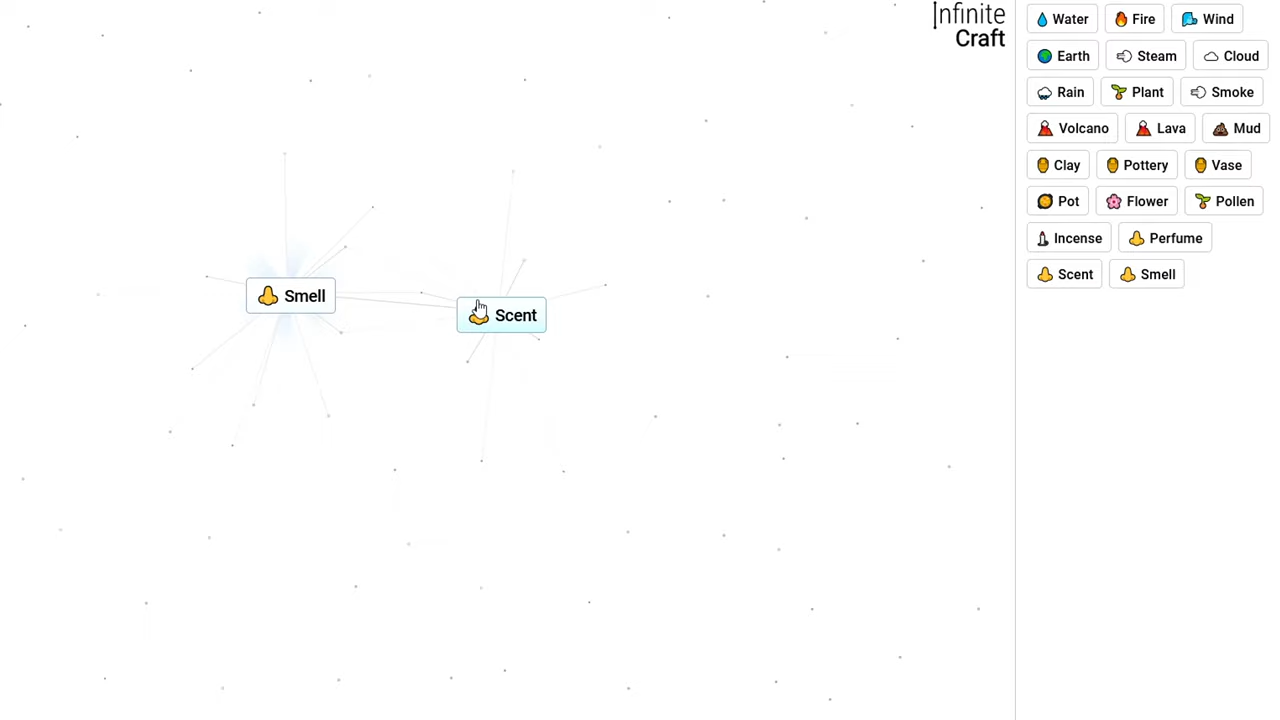 Infinite
Craft
Water Fire Wind
Earth Steam Cloud
Rain Plant Smoke
Volcano Lava Mud
Clay Pottery Vase
Pot Flower Pollen
Incense Perfume
Scent Smell
Smell
Scent